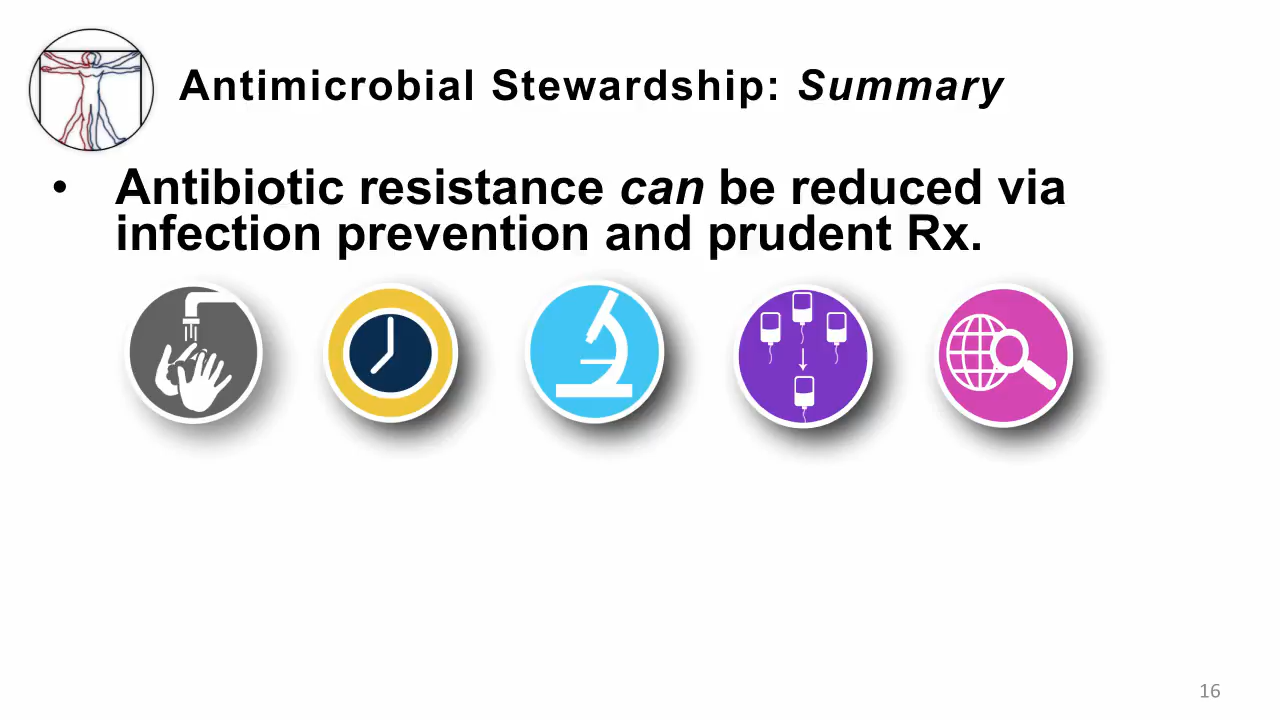 Antimicrobial Stewardship: Summary
• Antibiotic resistance can be reduced via
infection prevention and prudent Rx.
16